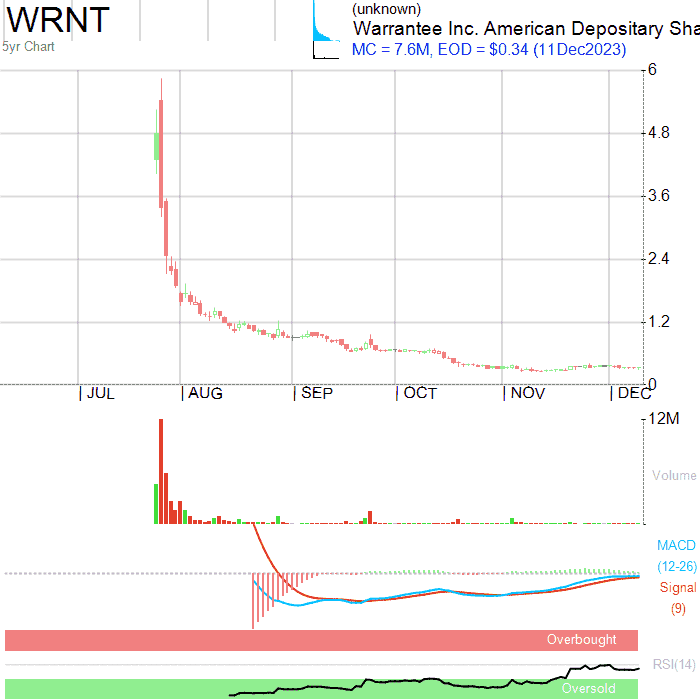 WRNT
5yr Chart
(unknown)
Warrantee Inc. American Depositary Sha
MC = 7.6M, EOD = $0.34 (11Dec2023)
6
4.8
3.6
2.4
1.2
0
JUL AUG SEP OCT NOV DEC
12M
Volume
MACD
(12-26)
Signal
(9)
Overbought
RSI(14)
Oversold